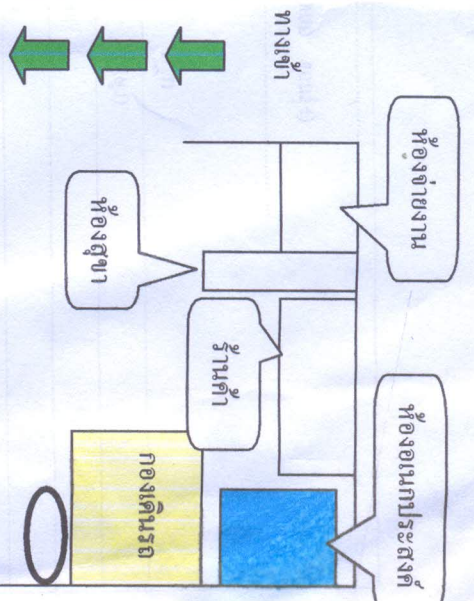 ทางเข้า
ห้องจ่ายงาน
ห้องสุขา
ร้านค้า
ห้องอเนกประสงค์
กองเดินรถ